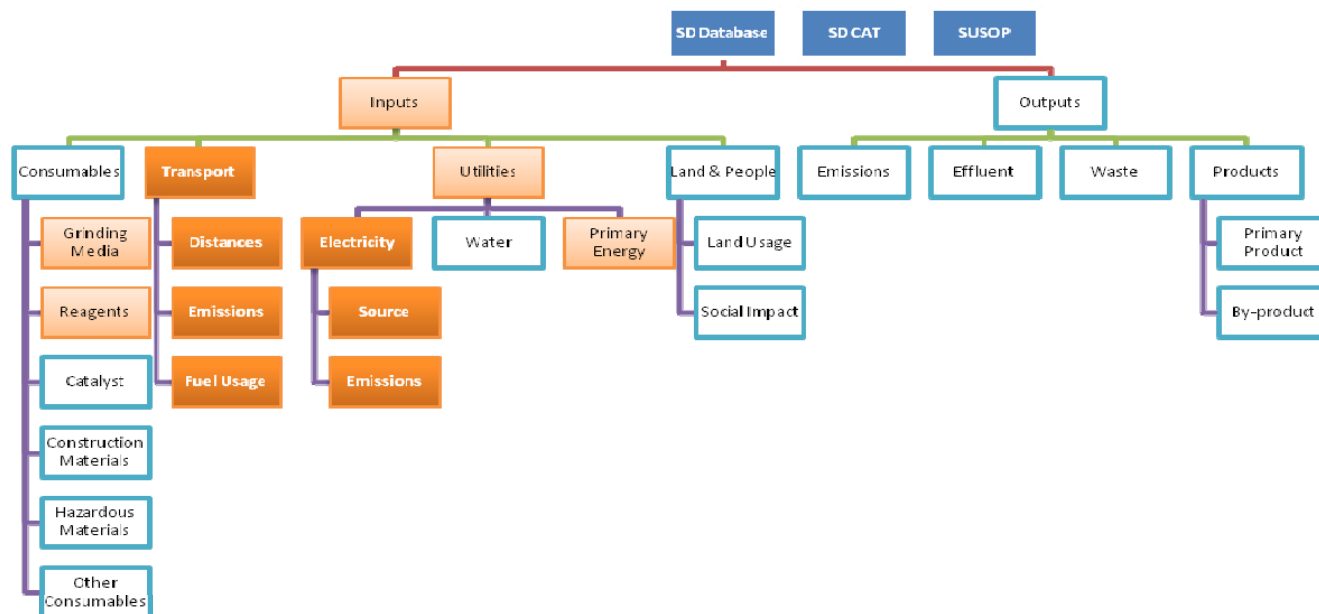 SD Database
SD CAT
SUSOP
Inputs
Outputs
Consumables
Transport
Utilities
Land & People
Emissions
Effluent
Waste
Products
Grinding
Media
Distances
Electricity
Water
Primary
Energy
Land Usage
Primary
Product
Reagents
Emissions
Source
Social Impact
By-product
Catalyst
Fuel Usage
Emissions
Construction
Materials
Hazardous
Materials
Other
Consumables